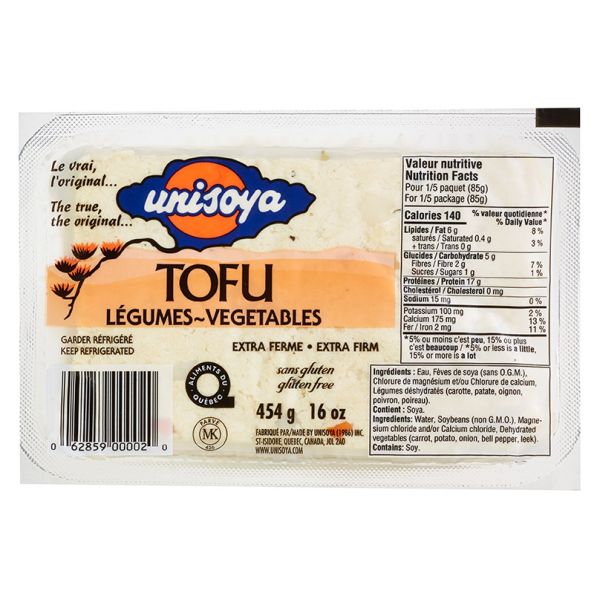 Le vrai,
l'original...
The true,
the original...
unisoya
TOFU
LÉGUMES~VEGETABLES
GARDER RÉFRIGÉRÉ
KEEP REFRIGERATED
EXTRA FERME • EXTRA FIRM
sans gluten
gluten free
ALIMENTS DU QUÉBEC
454 g 16 oz
PARVÉ
MK
FABRIQUÉ PAR/MADE BY UNISOYA (1986) INC.
ST-ISIDORE, QUEBEC, CANADA, J0L 2A0
WWW.UNISOYA.COM
0 62859 00002 0
Valeur nutritive
Nutrition Facts
Pour 1/5 paquet (85g)
For 1/5 package (85g)
Calories 140
% valeur quotidienne*
% Daily Value*
Lipides / Fat 6 g 8 %
saturés / Saturated 0.4 g
+ trans / Trans 0 g 3 %
Glucides / Carbohydrate 5 g
Fibres / Fibre 2 g 7 %
Sucres / Sugars 1 g 1 %
Protéines / Protein 17 g
Cholestérol / Cholesterol 0 mg
Sodium 15 mg 0 %
Potassium 100 mg 2 %
Calcium 175 mg 13 %
Fer / Iron 2 mg 11 %
*5% ou moins c'est peu, 15% ou plus
c'est beaucoup / *5% or less is a little,
15% or more is a lot
Ingrédients : Eau, Fèves de soya (sans O.G.M.),
Chlorure de magnésium et/ou Chlorure de calcium,
Légumes déshydratés (carotte, patate, oignon,
poivron, poireau).
Contient : Soya.
Ingredients: Water, Soybeans (non G.M.O.), Magne-
sium chloride and/or Calcium chloride, Dehydrated
vegetables (carrot, potato, onion, bell pepper, leek).
Contains: Soy.